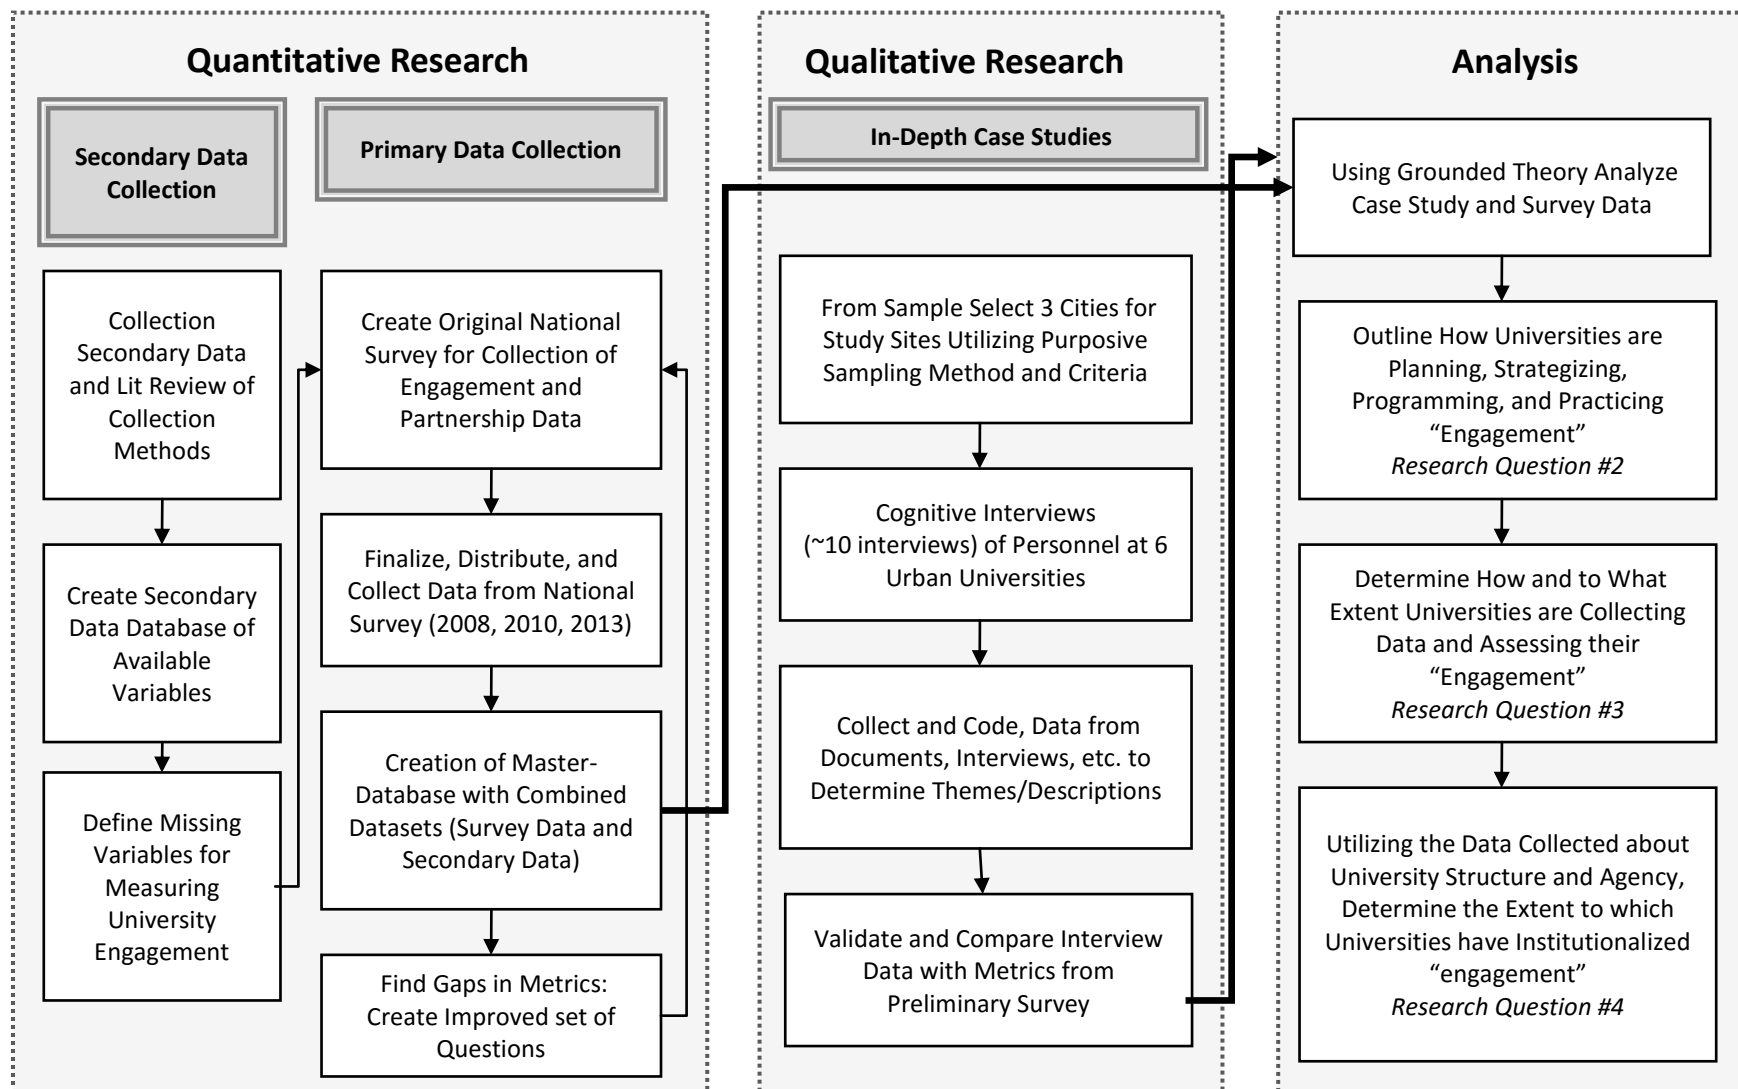 Quantitative Research
Secondary Data
Collection
Primary Data Collection
Collection
Secondary Data
and Lit Review of
Collection
Methods
Create Secondary
Data Database of
Available
Variables
Define Missing
Variables for
Measuring
University
Engagement
Create Original National
Survey for Collection of
Engagement and
Partnership Data
Finalize, Distribute, and
Collect Data from National
Survey (2008, 2010, 2013)
Creation of Master-
Database with Combined
Datasets (Survey Data and
Secondary Data)
Find Gaps in Metrics:
Create Improved set of
Questions
Qualitative Research
In-Depth Case Studies
From Sample Select 3 Cities for
Study Sites Utilizing Purposive
Sampling Method and Criteria
Cognitive Interviews
(~10 interviews) of Personnel at 6
Urban Universities
Collect and Code, Data from
Documents, Interviews, etc. to
Determine Themes/Descriptions
Validate and Compare Interview
Data with Metrics from
Preliminary Survey
Analysis
Using Grounded Theory Analyze
Case Study and Survey Data
Outline How Universities are
Planning, Strategizing,
Programming, and Practicing
“Engagement”
Research Question #2
Determine How and to What
Extent Universities are Collecting
Data and Assessing their
“Engagement”
Research Question #3
Utilizing the Data Collected about
University Structure and Agency,
Determine the Extent to which
Universities have Institutionalized
“engagement”
Research Question #4